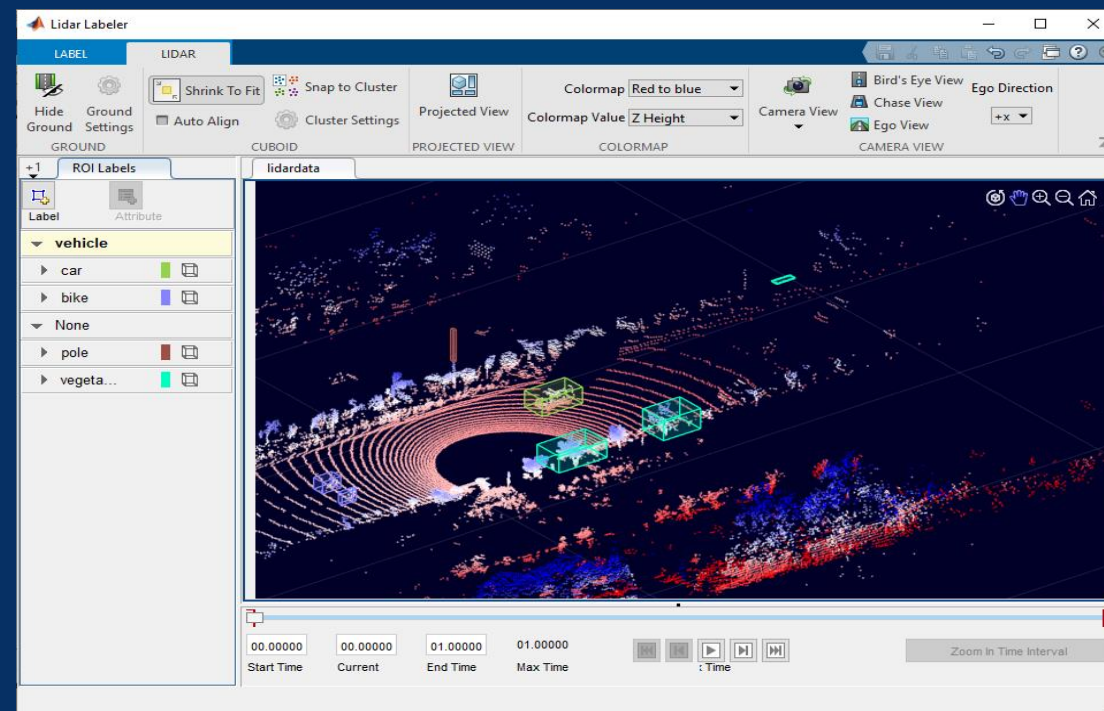 Lidar Labeler
LABEL
LIDAR
Hide Ground
Ground Settings
GROUND
Shrink To Fit
Auto Align
Snap to Cluster
Cluster Settings
CUBOID
Projected View
PROJECTED VIEW
Colormap Red to blue
Colormap Value Z Height
COLORMAP
Camera View
Bird's Eye View
Chase View
Ego View
Ego Direction
+x
CAMERA VIEW
+1
ROI Labels
lidardata
Label
Attribute
vehicle
car
bike
None
pole
vegeta...
00.00000
00.00000
01.00000
01.00000
Start Time
Current
End Time
Max Time
: Time
Zoom In Time Interval